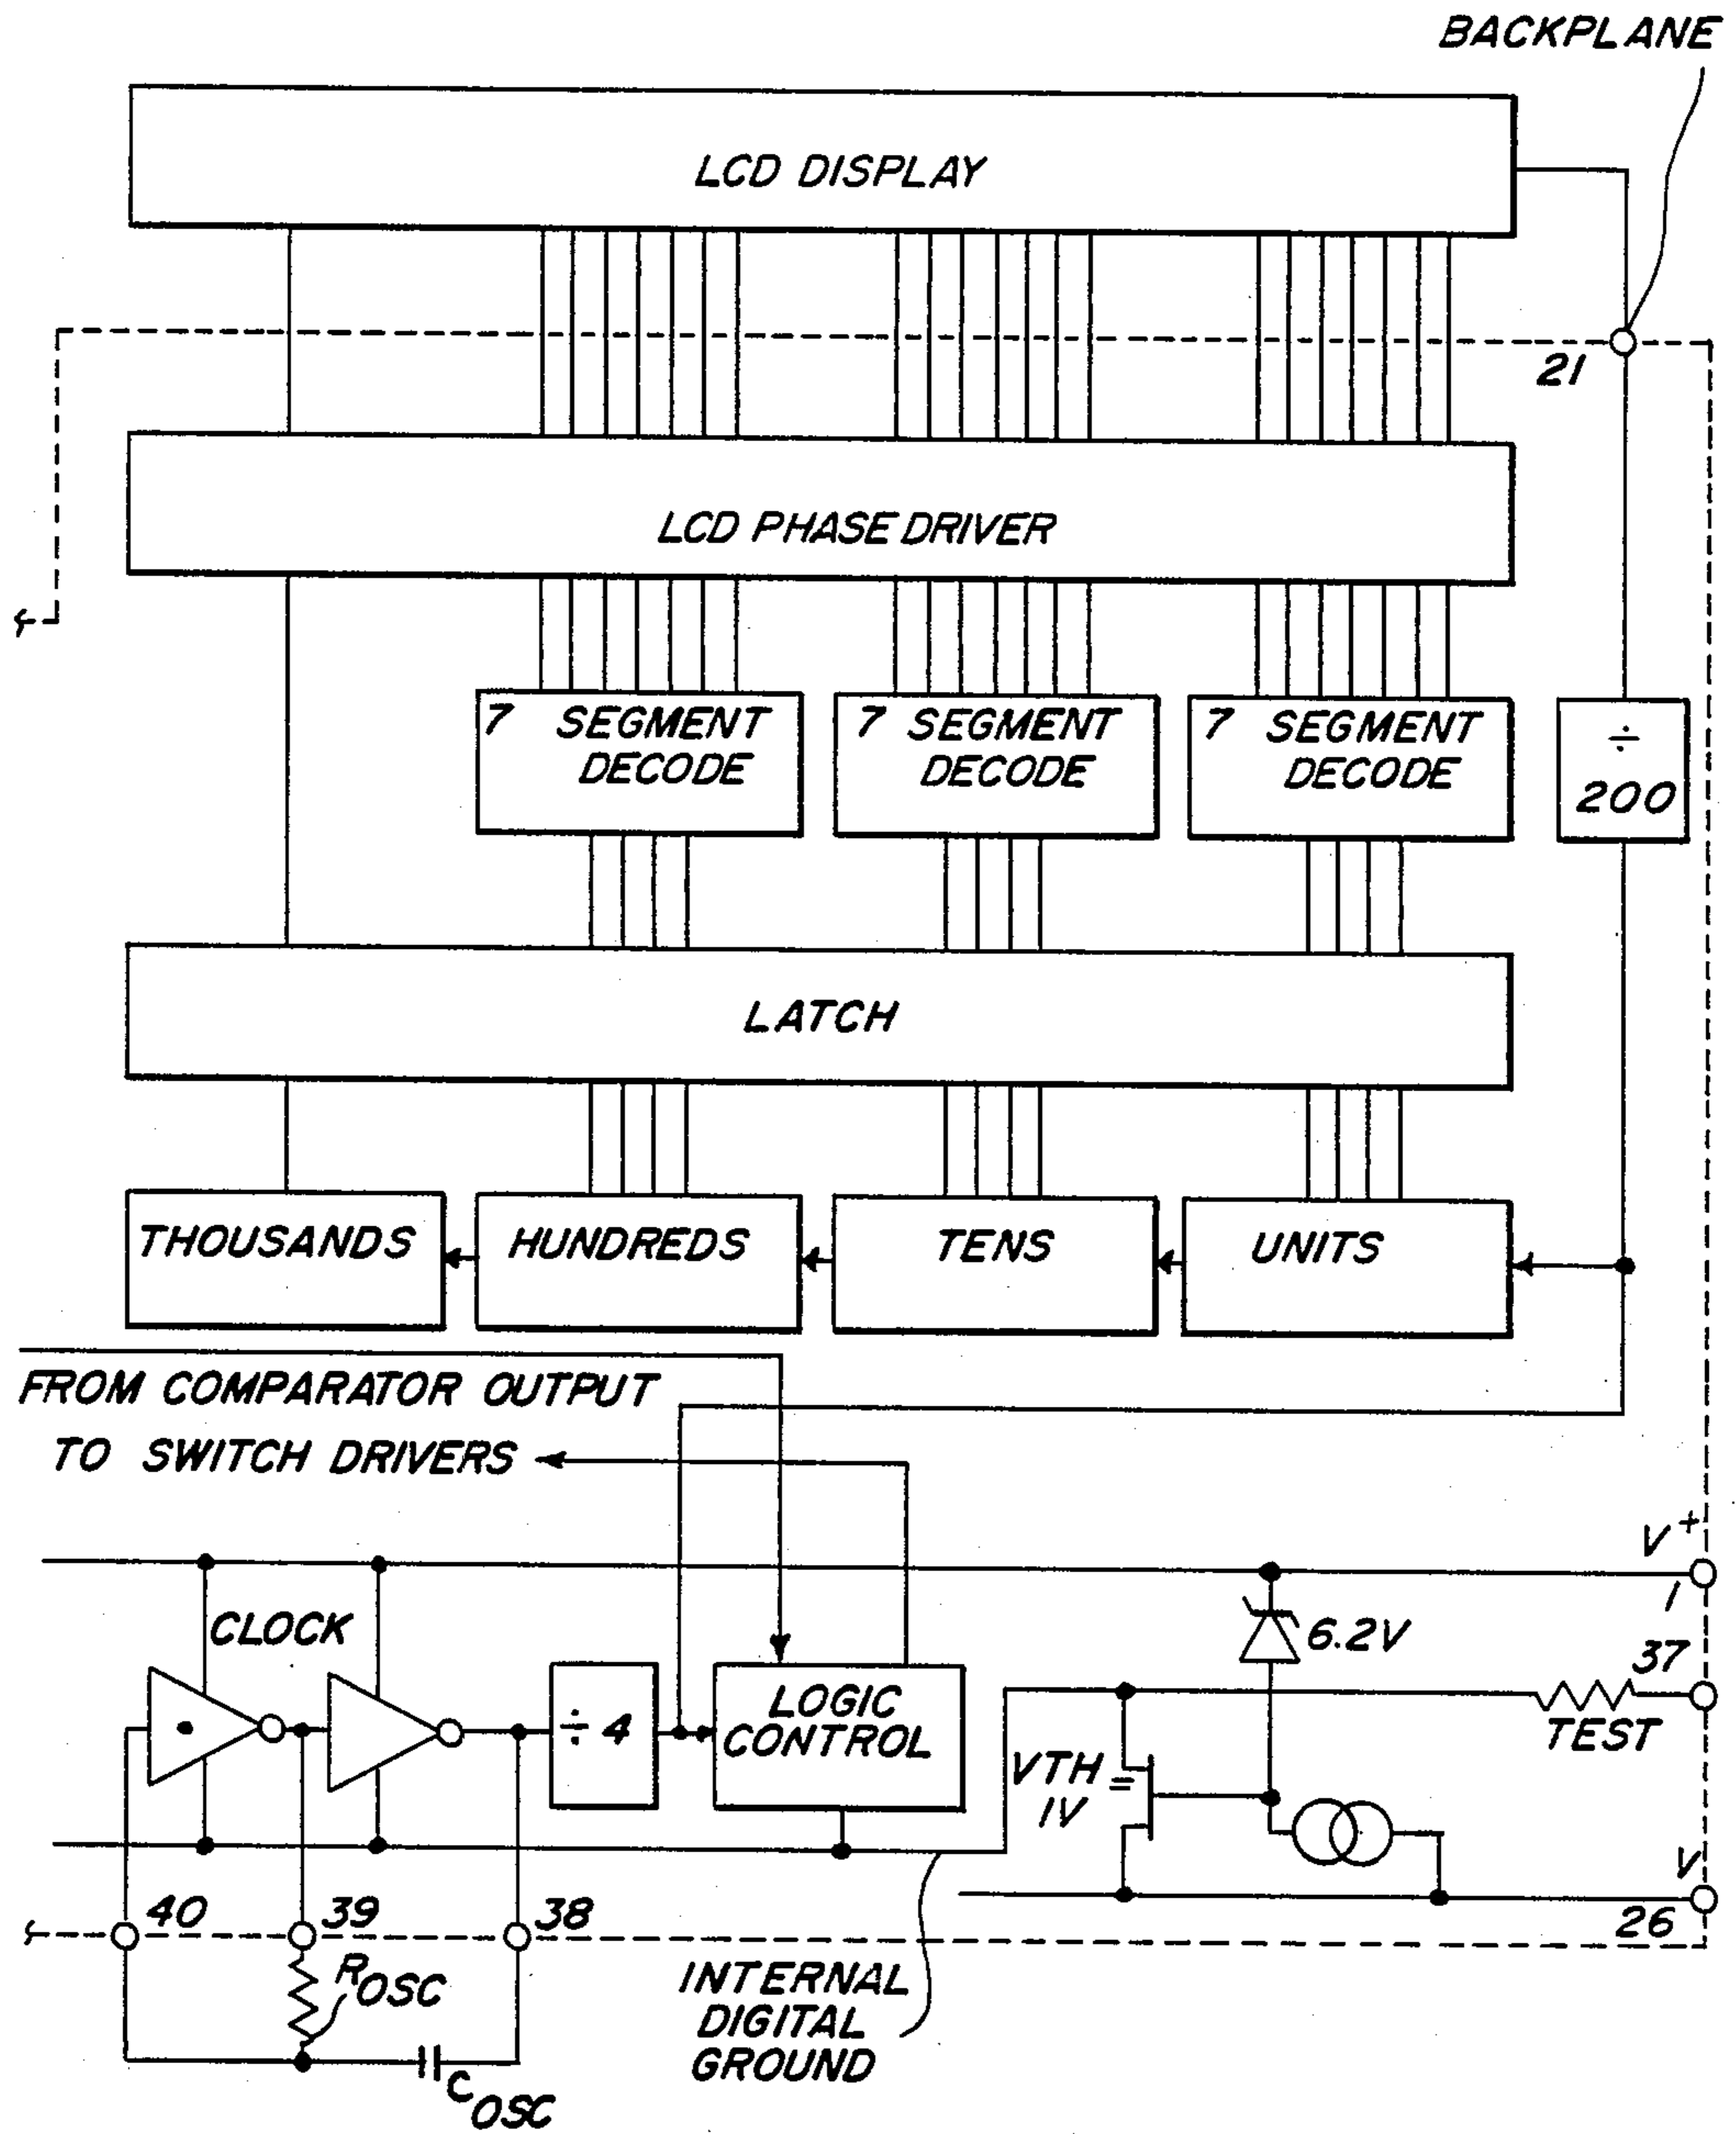 BACKPLANE
LCD DISPLAY
21
LCD PHASE DRIVER
7 SEGMENT
DECODE
7 SEGMENT
DECODE
7 SEGMENT
DECODE
÷
200
LATCH
THOUSANDS
HUNDREDS
TENS
UNITS
FROM COMPARATOR OUTPUT
TO SWITCH DRIVERS
V+
1
CLOCK
6.2V
37
÷ 4
LOGIC
CONTROL
TEST
VTH =
1V
V
26
40
39
38
ROSC
INTERNAL
DIGITAL
GROUND
COSC